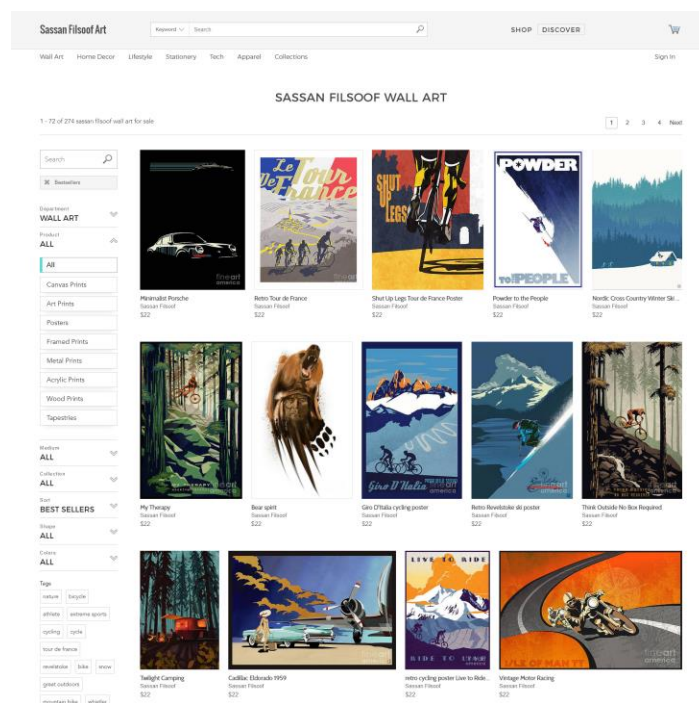 Sassan Filsoof Art
Keyword Search
SHOP DISCOVER
Wall Art Home Decor Lifestyle Stationery Tech Apparel Collections Sign In
SASSAN FILSOOF WALL ART
1 - 72 of 274 sassan filsoof wall art for sale
1 2 3 4 Next
Search
Bestsellers
Department
WALL ART
Product
ALL
All
Canvas Prints
Art Prints
Posters
Framed Prints
Metal Prints
Acrylic Prints
Wood Prints
Tapestries
Medium
ALL
Collection
ALL
Sort
BEST SELLERS
Shape
ALL
Colors
ALL
Tags
nature bicycle
athlete extreme sports
cycling cycle
tour de france
revelstoke bike snow
great outdoors
mountain bike whistler
fineart
america
Minimalist Porsche
Sassan Filsoof
$22
Le
Tour
De
France
Retro Tour de France
Sassan Filsoof
$22
SHUT
UP
LEGS
Shut Up Legs Tour de France Poster
Sassan Filsoof
$22
POWDER
TO THE PEOPLE
Powder to the People
Sassan Filsoof
$22
Nordic Cross Country Winter Ski ...
Sassan Filsoof
$22
My Therapy
Sassan Filsoof
$22
Bear spirit
Sassan Filsoof
$22
Giro D'Italia
Giro D'Italia cycling poster
Sassan Filsoof
$22
Retro Revelstoke ski poster
Sassan Filsoof
$22
Think Outside No Box Required
Sassan Filsoof
$22
Twilight Camping
Sassan Filsoof
$22
Cadillac Eldorado 1959
Sassan Filsoof
$22
LIVE TO RIDE
RIDE TO LIVE
retro cycling poster Live to Ride...
Sassan Filsoof
$22
ISLE OF MAN TT
fineart
america
Vintage Motor Racing
Sassan Filsoof
$22